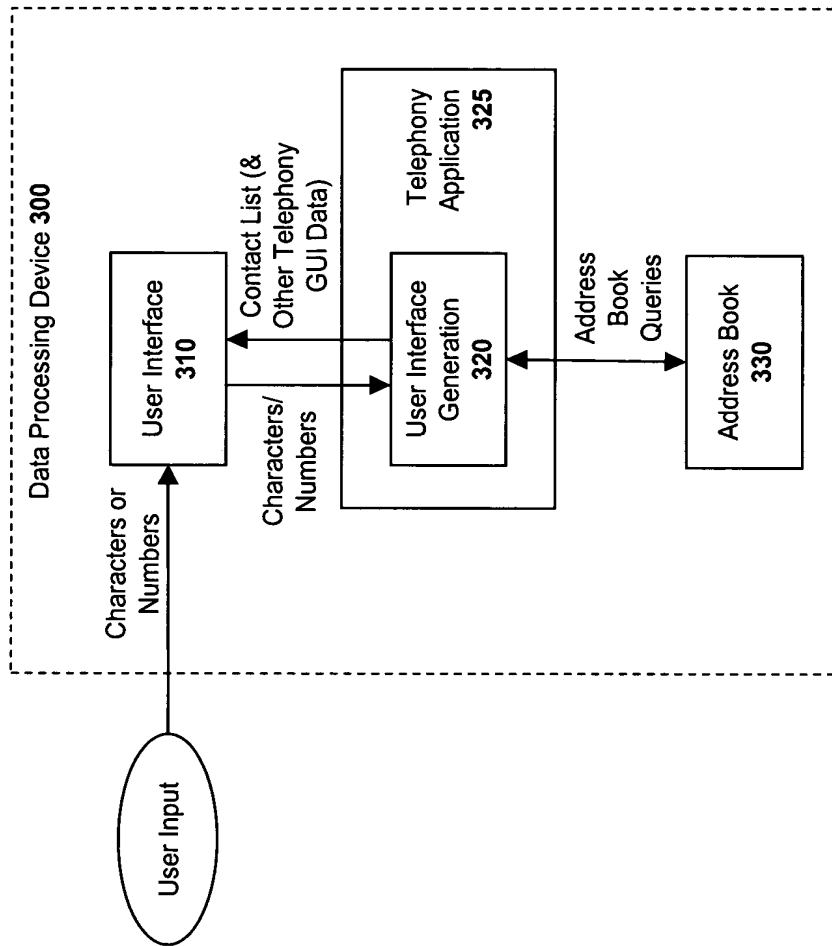 Data Processing Device 300
User Input
Characters or
Numbers
User Interface
310
Characters/
Numbers
Contact List (&
Other Telephony
GUI Data)
User Interface
Generation
320
Telephony
Application
325
Address
Book
Queries
Address Book
330